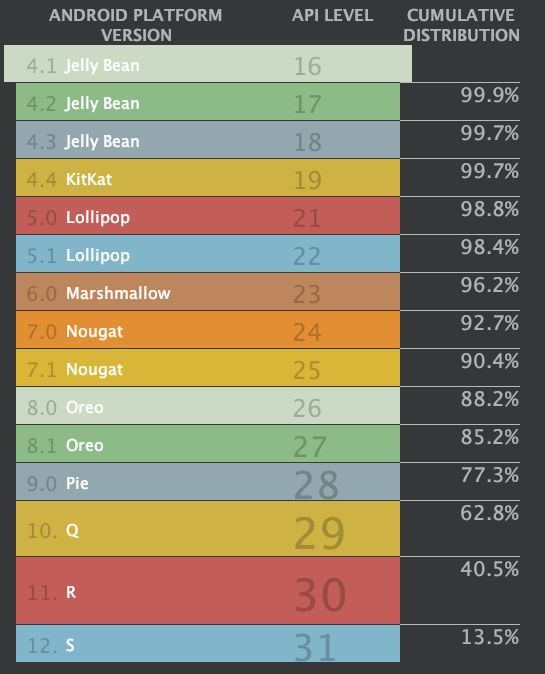 ANDROID PLATFORM VERSION API LEVEL CUMULATIVE DISTRIBUTION
4.1 Jelly Bean 16
4.2 Jelly Bean 17 99.9%
4.3 Jelly Bean 18 99.7%
4.4 KitKat 19 99.7%
5.0 Lollipop 21 98.8%
5.1 Lollipop 22 98.4%
6.0 Marshmallow 23 96.2%
7.0 Nougat 24 92.7%
7.1 Nougat 25 90.4%
8.0 Oreo 26 88.2%
8.1 Oreo 27 85.2%
9.0 Pie 28 77.3%
10. Q 29 62.8%
11. R 30 40.5%
12. S 31 13.5%